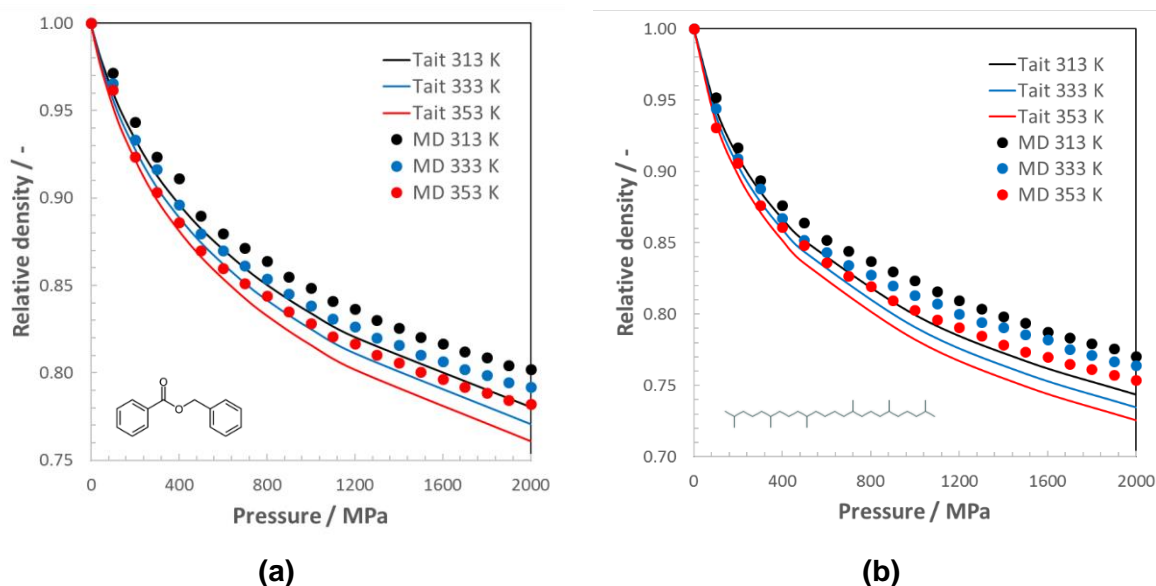 1.00
0.95
0.90
0.85
0.80
0.75
Relative density / -
Tait 313 K
Tait 333 K
Tait 353 K
MD 313 K
MD 333 K
MD 353 K
O
O
0
400
800
1200
1600
2000
Pressure / MPa
(a)
1.00
0.95
0.90
0.85
0.80
0.75
0.70
Relative density / -
Tait 313 K
Tait 333 K
Tait 353 K
MD 313 K
MD 333 K
MD 353 K
0
400
800
1200
1600
2000
Pressure / MPa
(b)